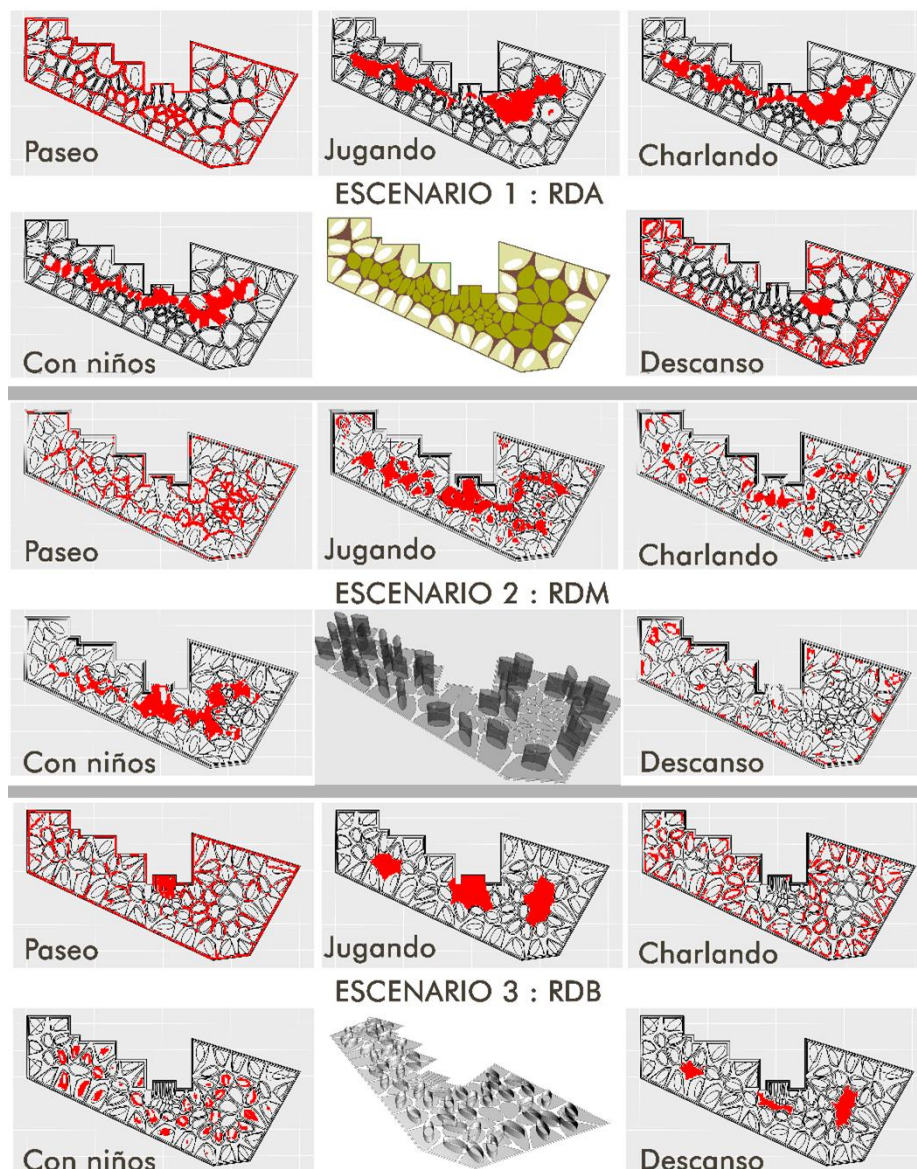 Paseo
Jugando
Charlando
ESCENARIO 1 : RDA
Con niños
Descanso
Paseo
Jugando
Charlando
ESCENARIO 2 : RDM
Con niños
Descanso
Paseo
Jugando
Charlando
ESCENARIO 3 : RDB
Con niños
Descanso